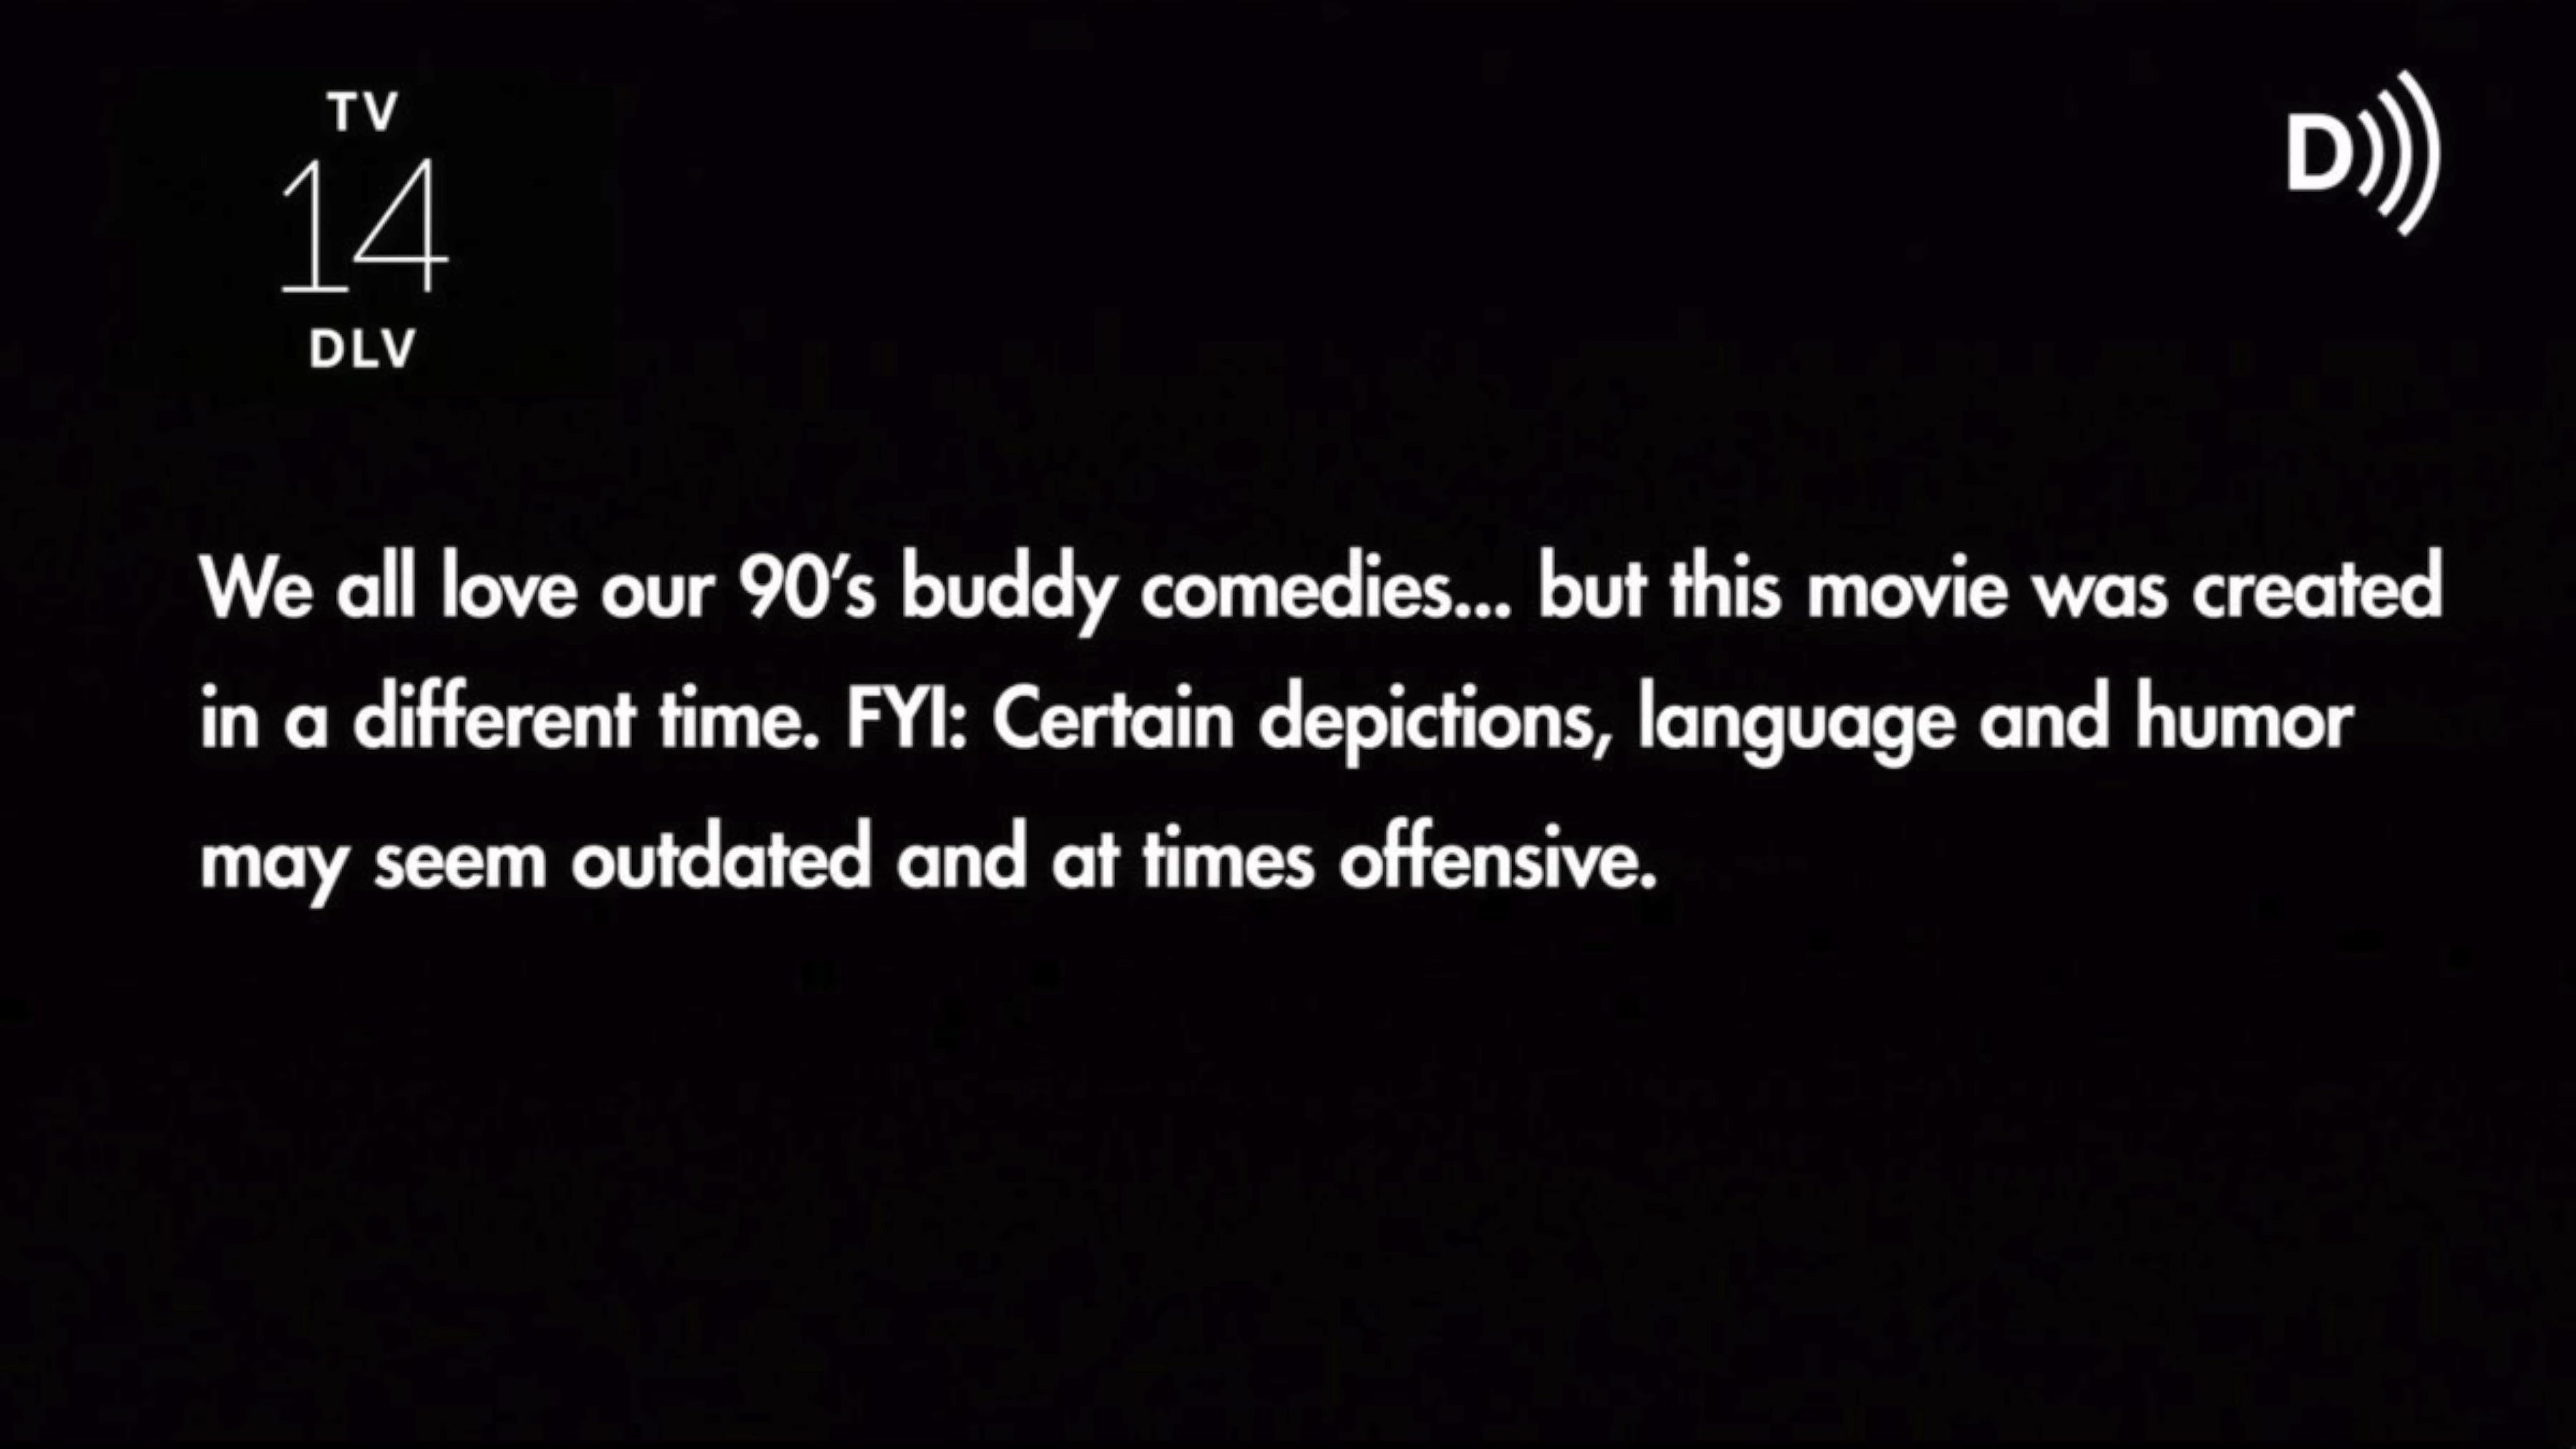 TV
14
DLV
D
We all love our 90’s buddy comedies... but this movie was created
in a different time. FYI: Certain depictions, language and humor
may seem outdated and at times offensive.